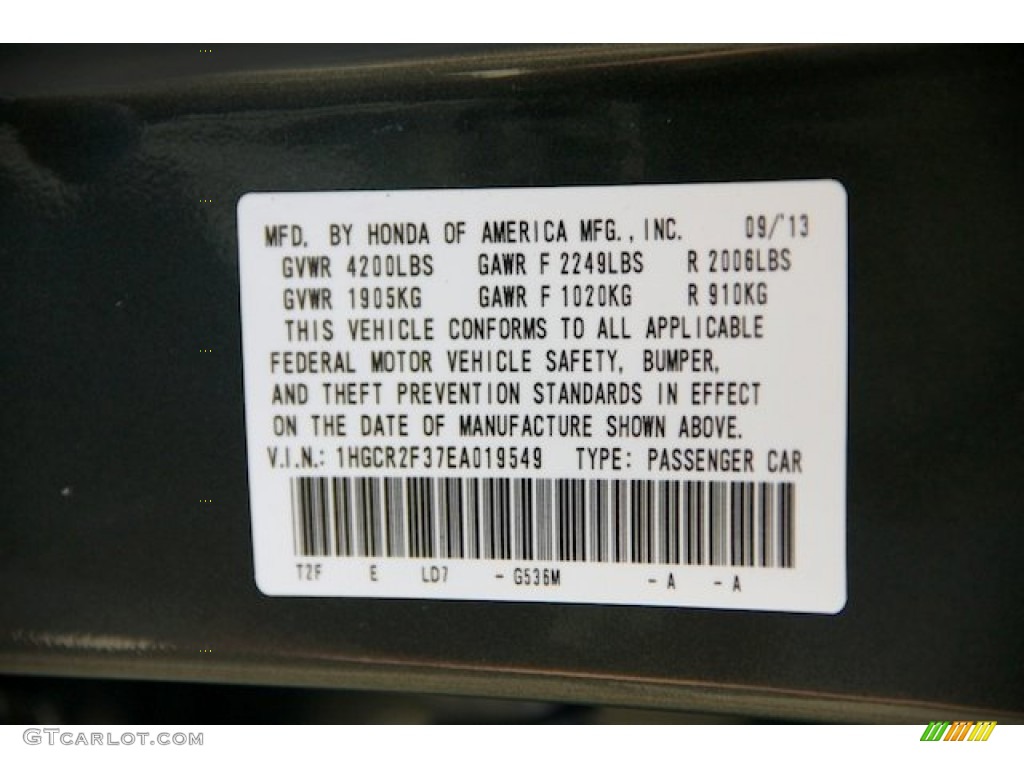 MFD. BY HONDA OF AMERICA MFG., INC. 09/'13
GVWR 4200LBS GAWR F 2249LBS R 2006LBS
GVWR 1905KG GAWR F 1020KG R 910KG
THIS VEHICLE CONFORMS TO ALL APPLICABLE
FEDERAL MOTOR VEHICLE SAFETY, BUMPER,
AND THEFT PREVENTION STANDARDS IN EFFECT
ON THE DATE OF MANUFACTURE SHOWN ABOVE.
V.I.N.: 1HGCR2F37EA019549 TYPE: PASSENGER CAR
T2F E LD7 - G536M - A - A
GTCarLot.com